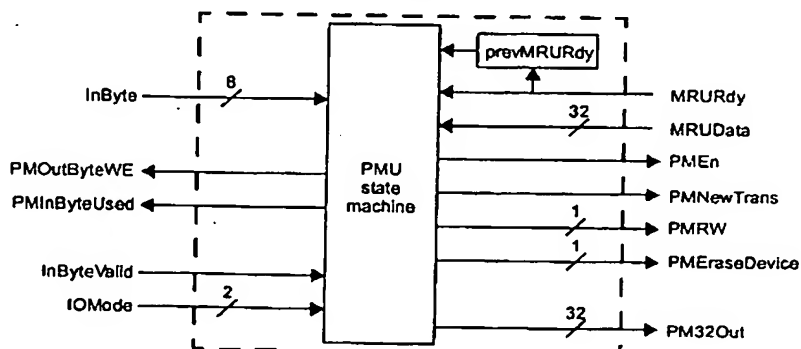 prevMRURdy
8
InByte
MRURdy
32
MRUData
PMOutByteWE
PMU
state
machine
PMEn
PMInByteUsed
PMNewTrans
1
PMRW
1
PMEraseDevice
InByteValid
2
IOMode
32
PM32Out